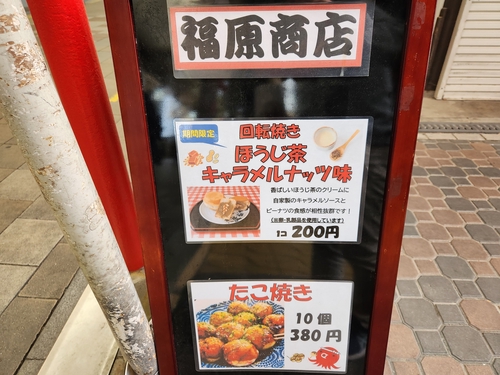 福原商店
期間限定
回転焼き
ほうじ茶
キャラメルナッツ味
香ばしいほうじ茶のクリームに
自家製のキャラメルソースと
ピーナツの食感が相性抜群です！
1コ 200円
たこ焼き
10個
380円